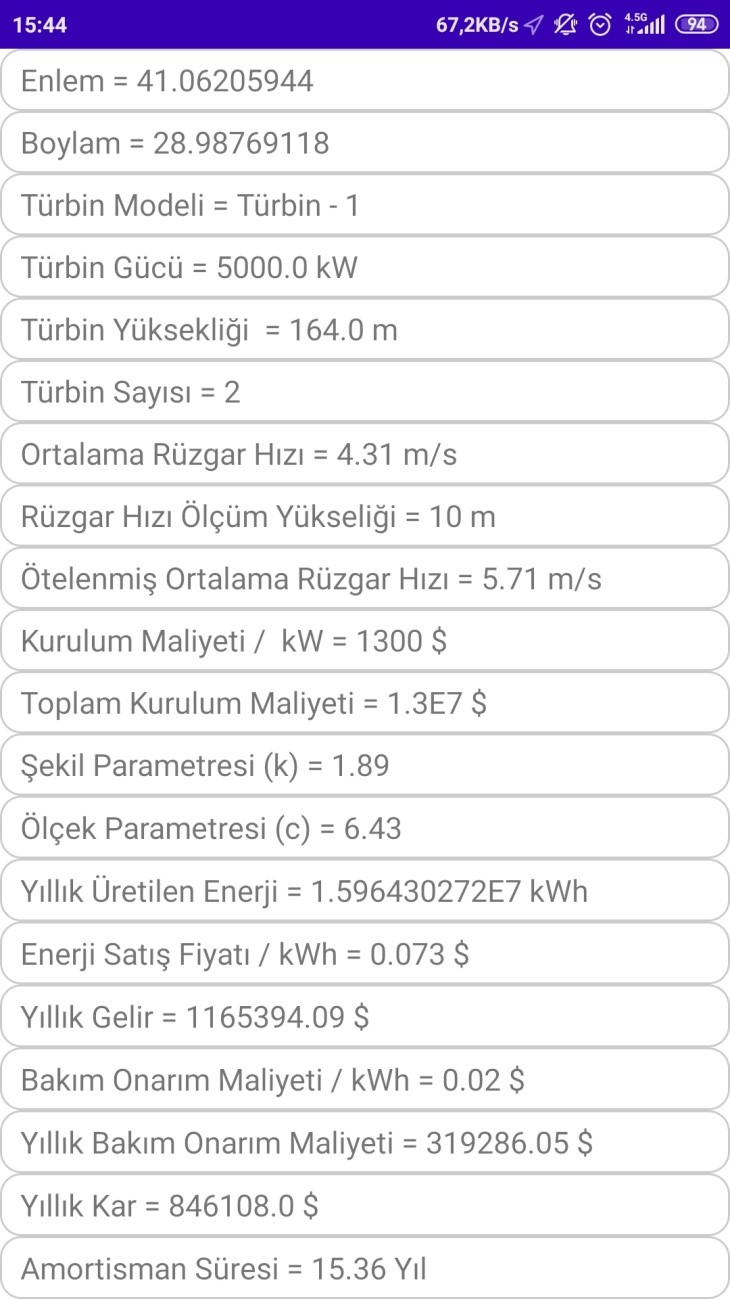 15:44 67,2KB/s 4.5G 94
Enlem = 41.06205944
Boylam = 28.98769118
Türbin Modeli = Türbin - 1
Türbin Gücü = 5000.0 kW
Türbin Yüksekliği  = 164.0 m
Türbin Sayısı = 2
Ortalama Rüzgar Hızı = 4.31 m/s
Rüzgar Hızı Ölçüm Yükseliği = 10 m
Ötelenmiş Ortalama Rüzgar Hızı = 5.71 m/s
Kurulum Maliyeti /  kW = 1300 $
Toplam Kurulum Maliyeti = 1.3E7 $
Şekil Parametresi (k) = 1.89
Ölçek Parametresi (c) = 6.43
Yıllık Üretilen Enerji = 1.596430272E7 kWh
Enerji Satış Fiyatı / kWh = 0.073 $
Yıllık Gelir = 1165394.09 $
Bakım Onarım Maliyeti / kWh = 0.02 $
Yıllık Bakım Onarım Maliyeti = 319286.05 $
Yıllık Kar = 846108.0 $
Amortisman Süresi = 15.36 Yıl